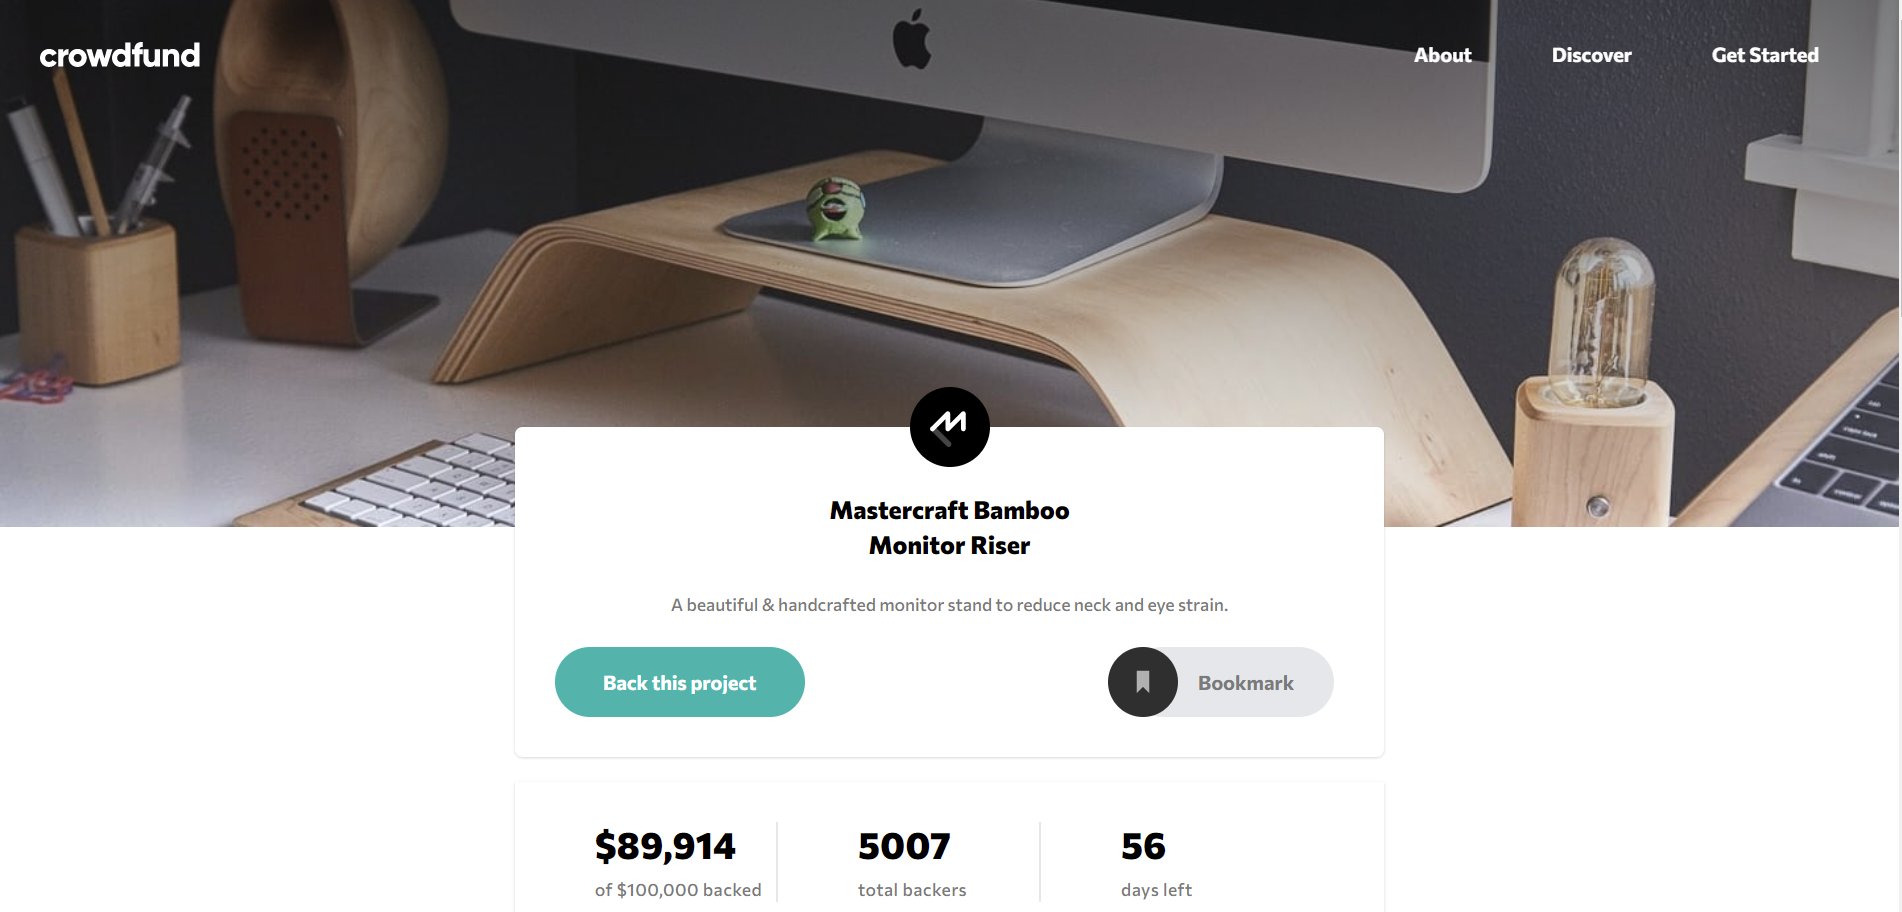 crowdfund
About
Discover
Get Started
Mastercraft Bamboo
Monitor Riser
A beautiful & handcrafted monitor stand to reduce neck and eye strain.
Back this project
Bookmark
$89,914
of $100,000 backed
5007
total backers
56
days left